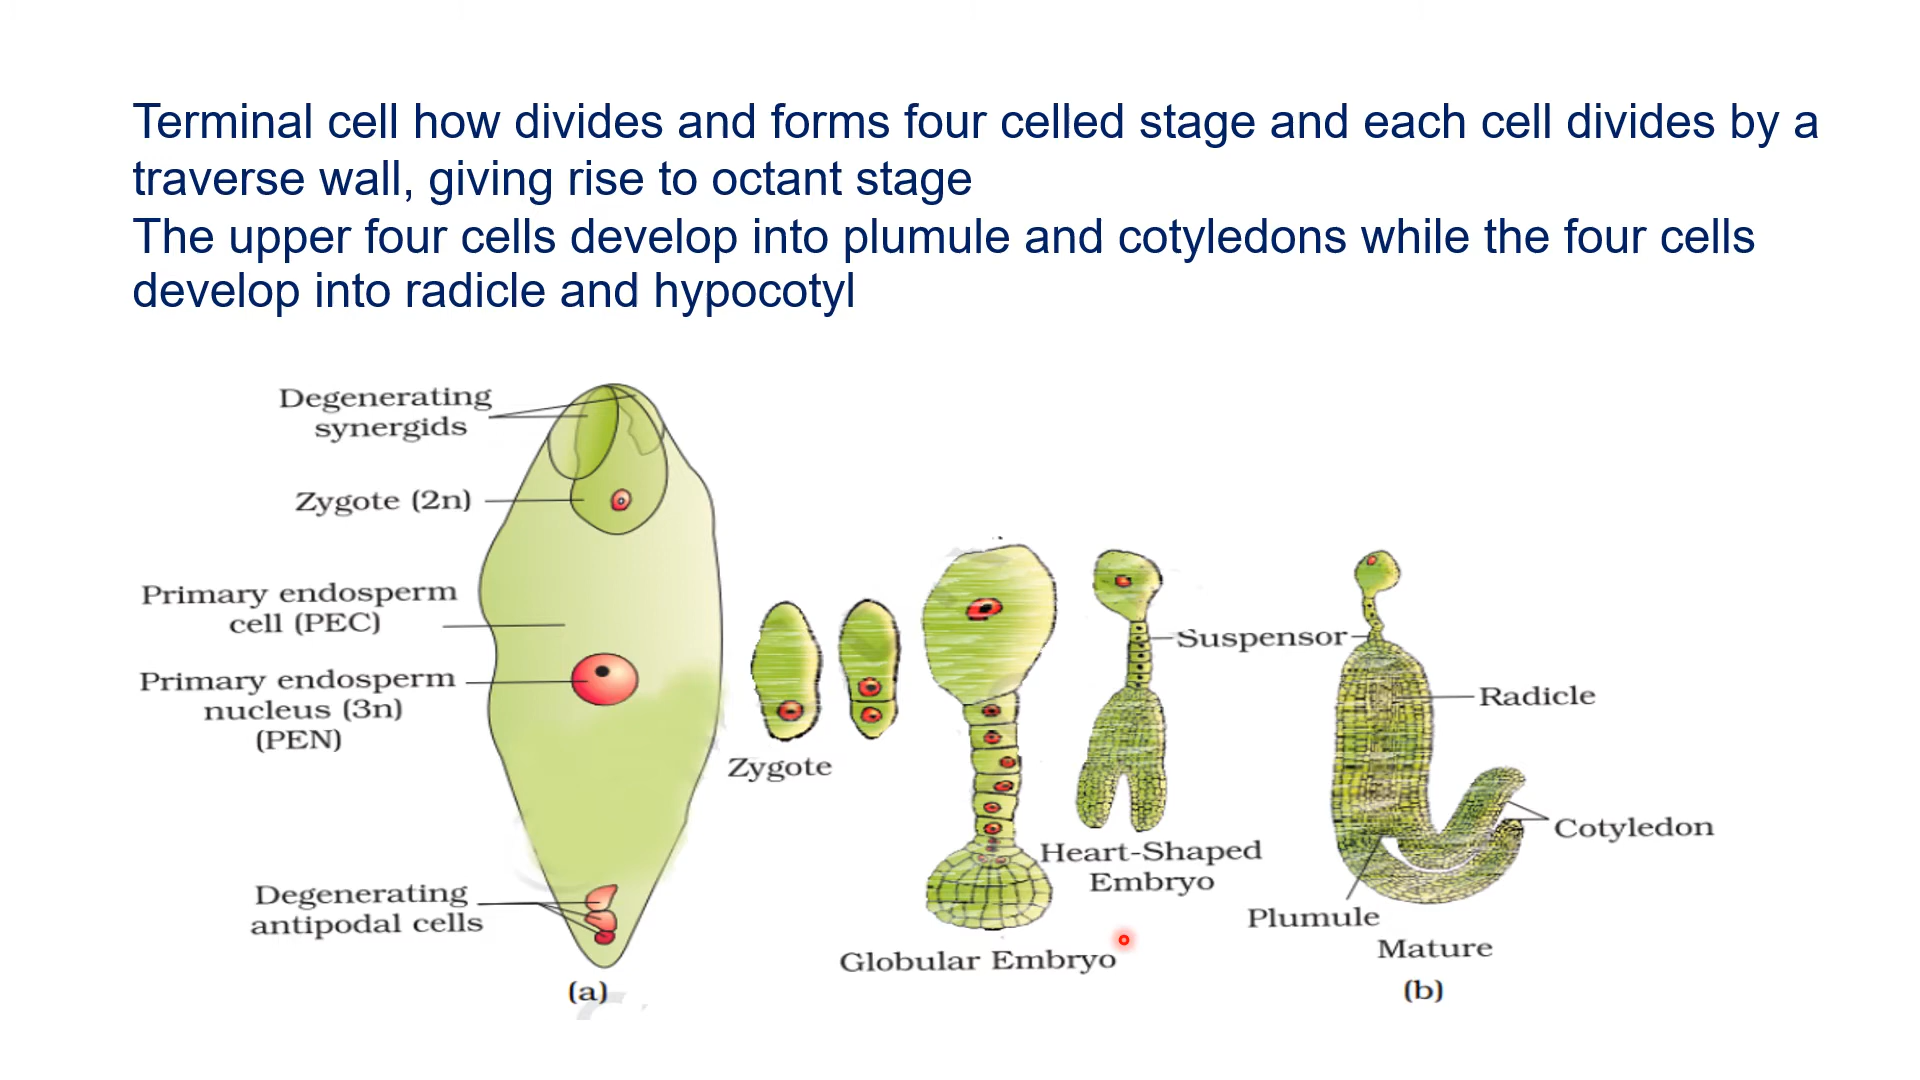 Terminal cell how divides and forms four celled stage and each cell divides by a
traverse wall, giving rise to octant stage
The upper four cells develop into plumule and cotyledons while the four cells
develop into radicle and hypocotyl
Degenerating
synergids
Zygote (2n)
Primary endosperm
cell (PEC)
Primary endosperm
nucleus (3n)
(PEN)
Degenerating
antipodal cells
(a)
Zygote
Globular Embryo
Heart-Shaped
Embryo
Suspensor
Radicle
Cotyledon
Plumule
Mature
(b)